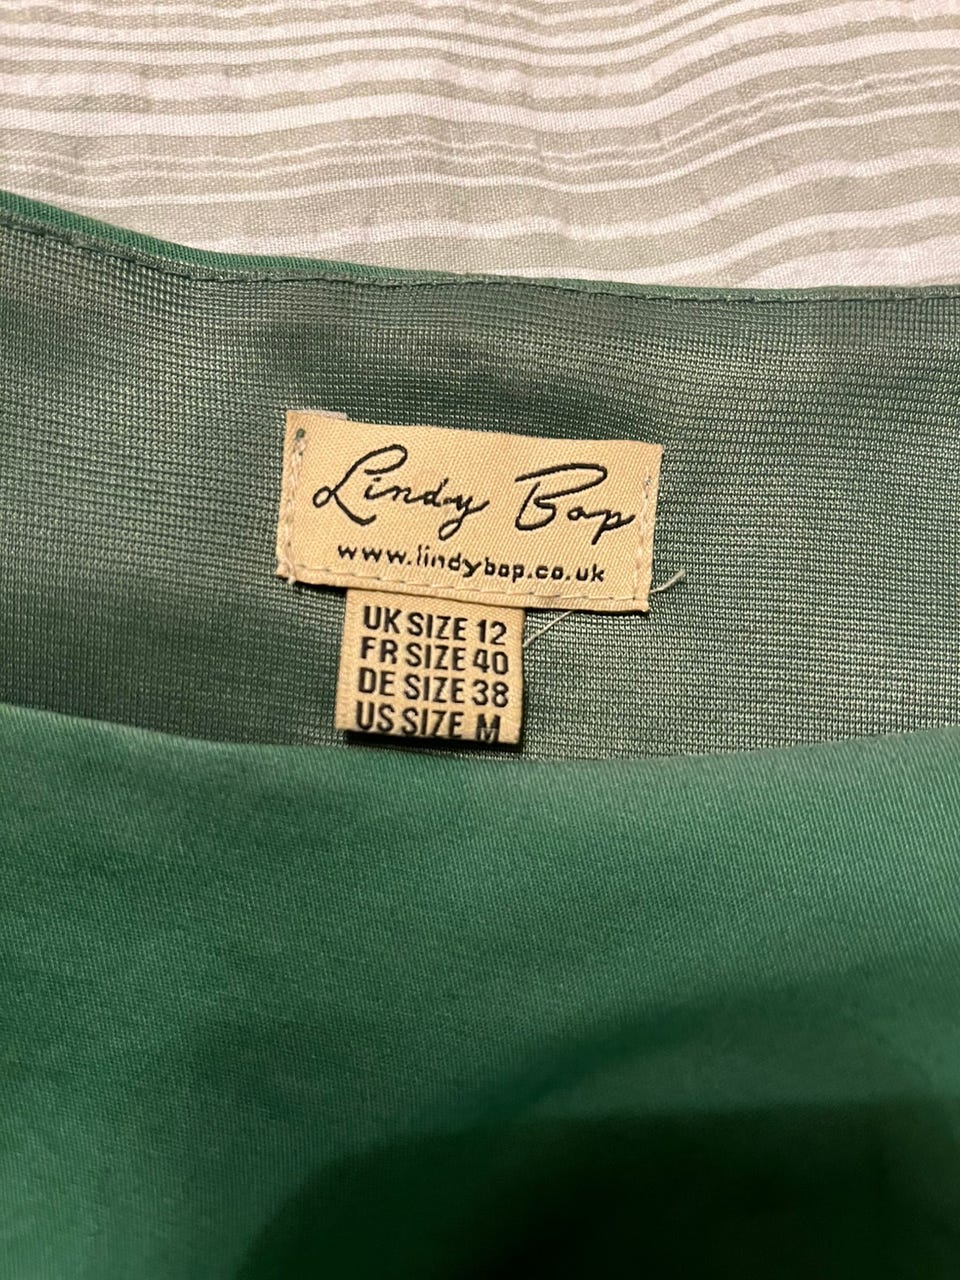 Lindy Bop
www.lindybop.co.uk
UK SIZE 12
FR SIZE 40
DE SIZE 38
US SIZE M